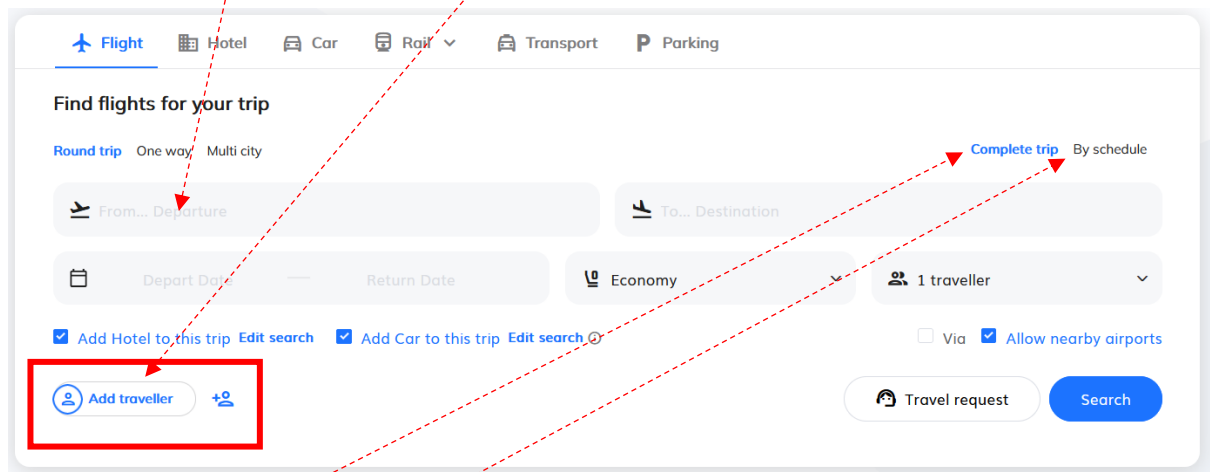 Flight Hotel Car Rail Transport Parking
Find flights for your trip
Round trip One way Multi city Complete trip By schedule
From... Departure To... Destination
Depart Date — Return Date Economy 1 traveller
Add Hotel to this trip Edit search Add Car to this trip Edit search Via Allow nearby airports
Add traveller Travel request Search